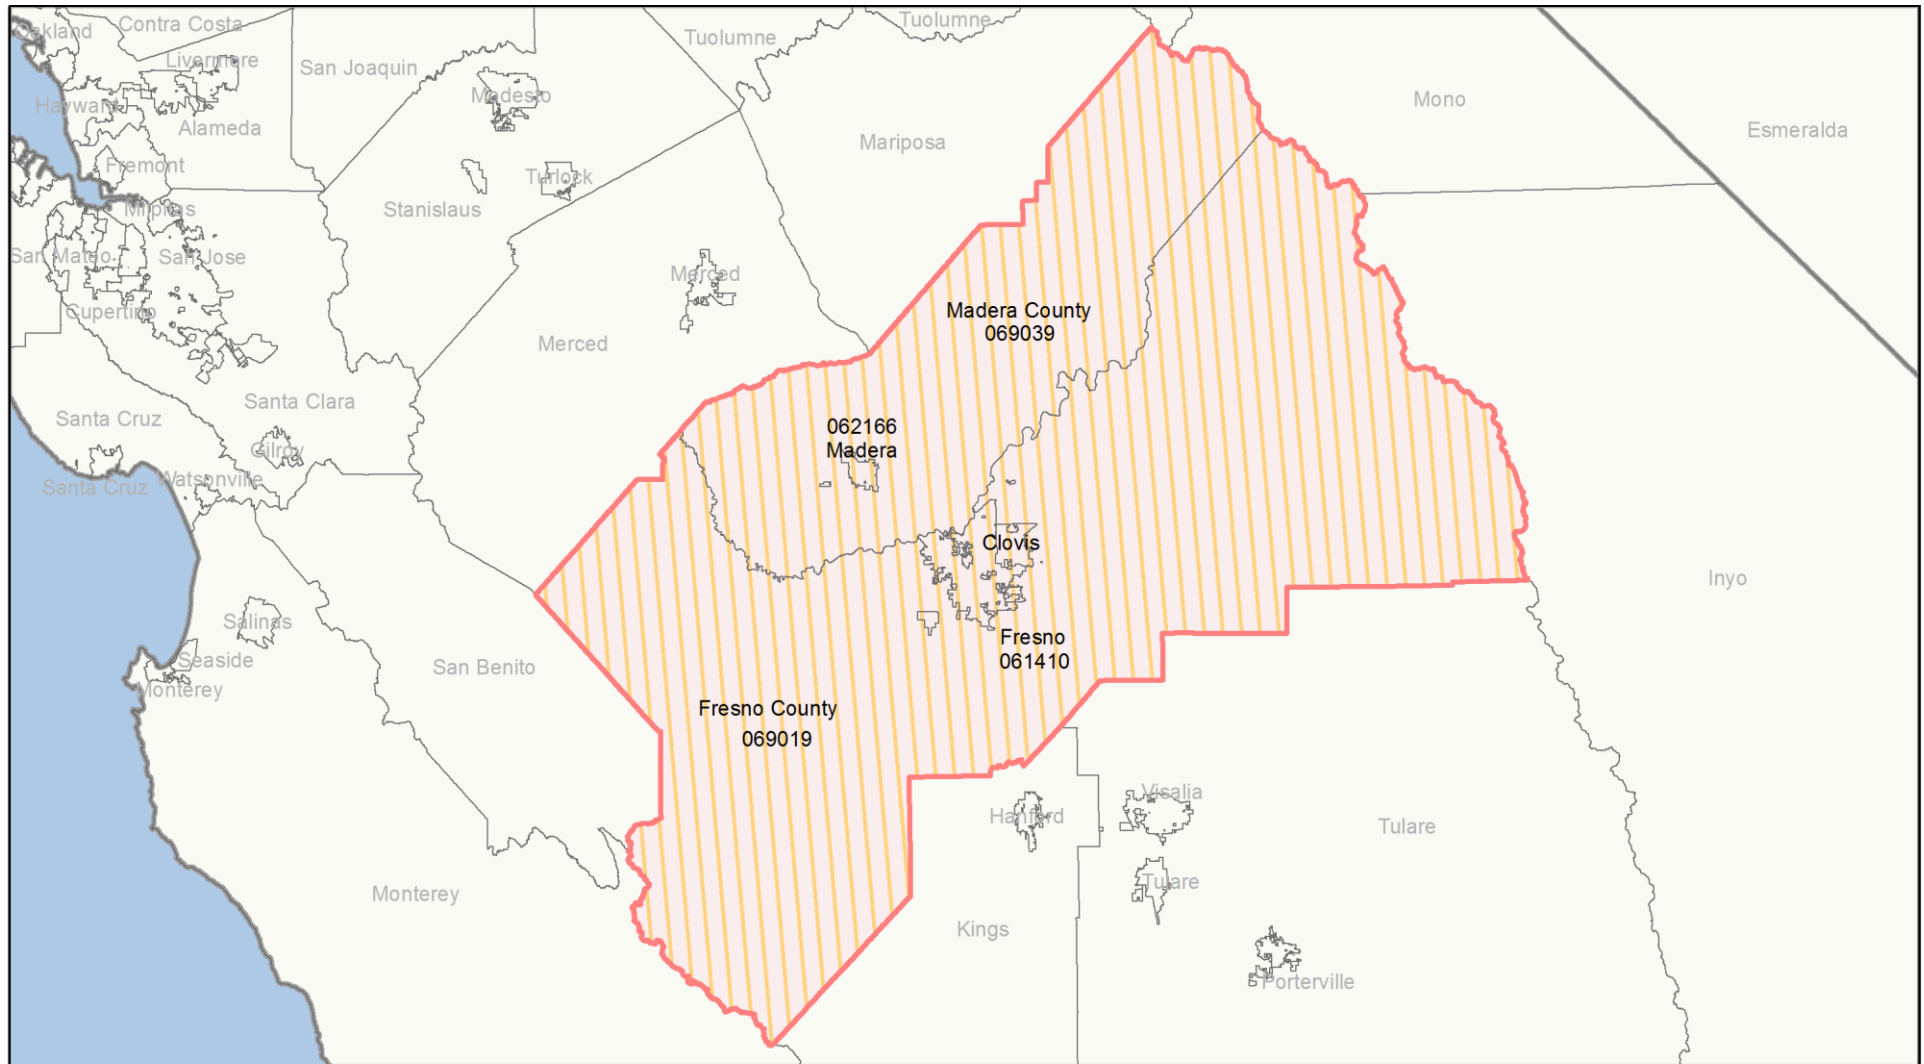 Contra Costa
Tuolumne
Oakland
Tuolumne
Livermore
San Joaquin
Modesto
Mono
Hayward
Alameda
Esmeralda
Mariposa
Fremont
Turlock
Milpitas
Stanislaus
San Mateo
San Jose
Merced
Cupertino
Madera County
069039
Merced
Santa Clara
Santa Cruz
062166
Madera
Gilroy
Santa Cruz
Watsonville
Clovis
Inyo
Salinas
Fresno
061410
Seaside
San Benito
Monterey
Fresno County
069019
Visalia
Hanford
Tulare
Tulare
Monterey
Kings
Porterville